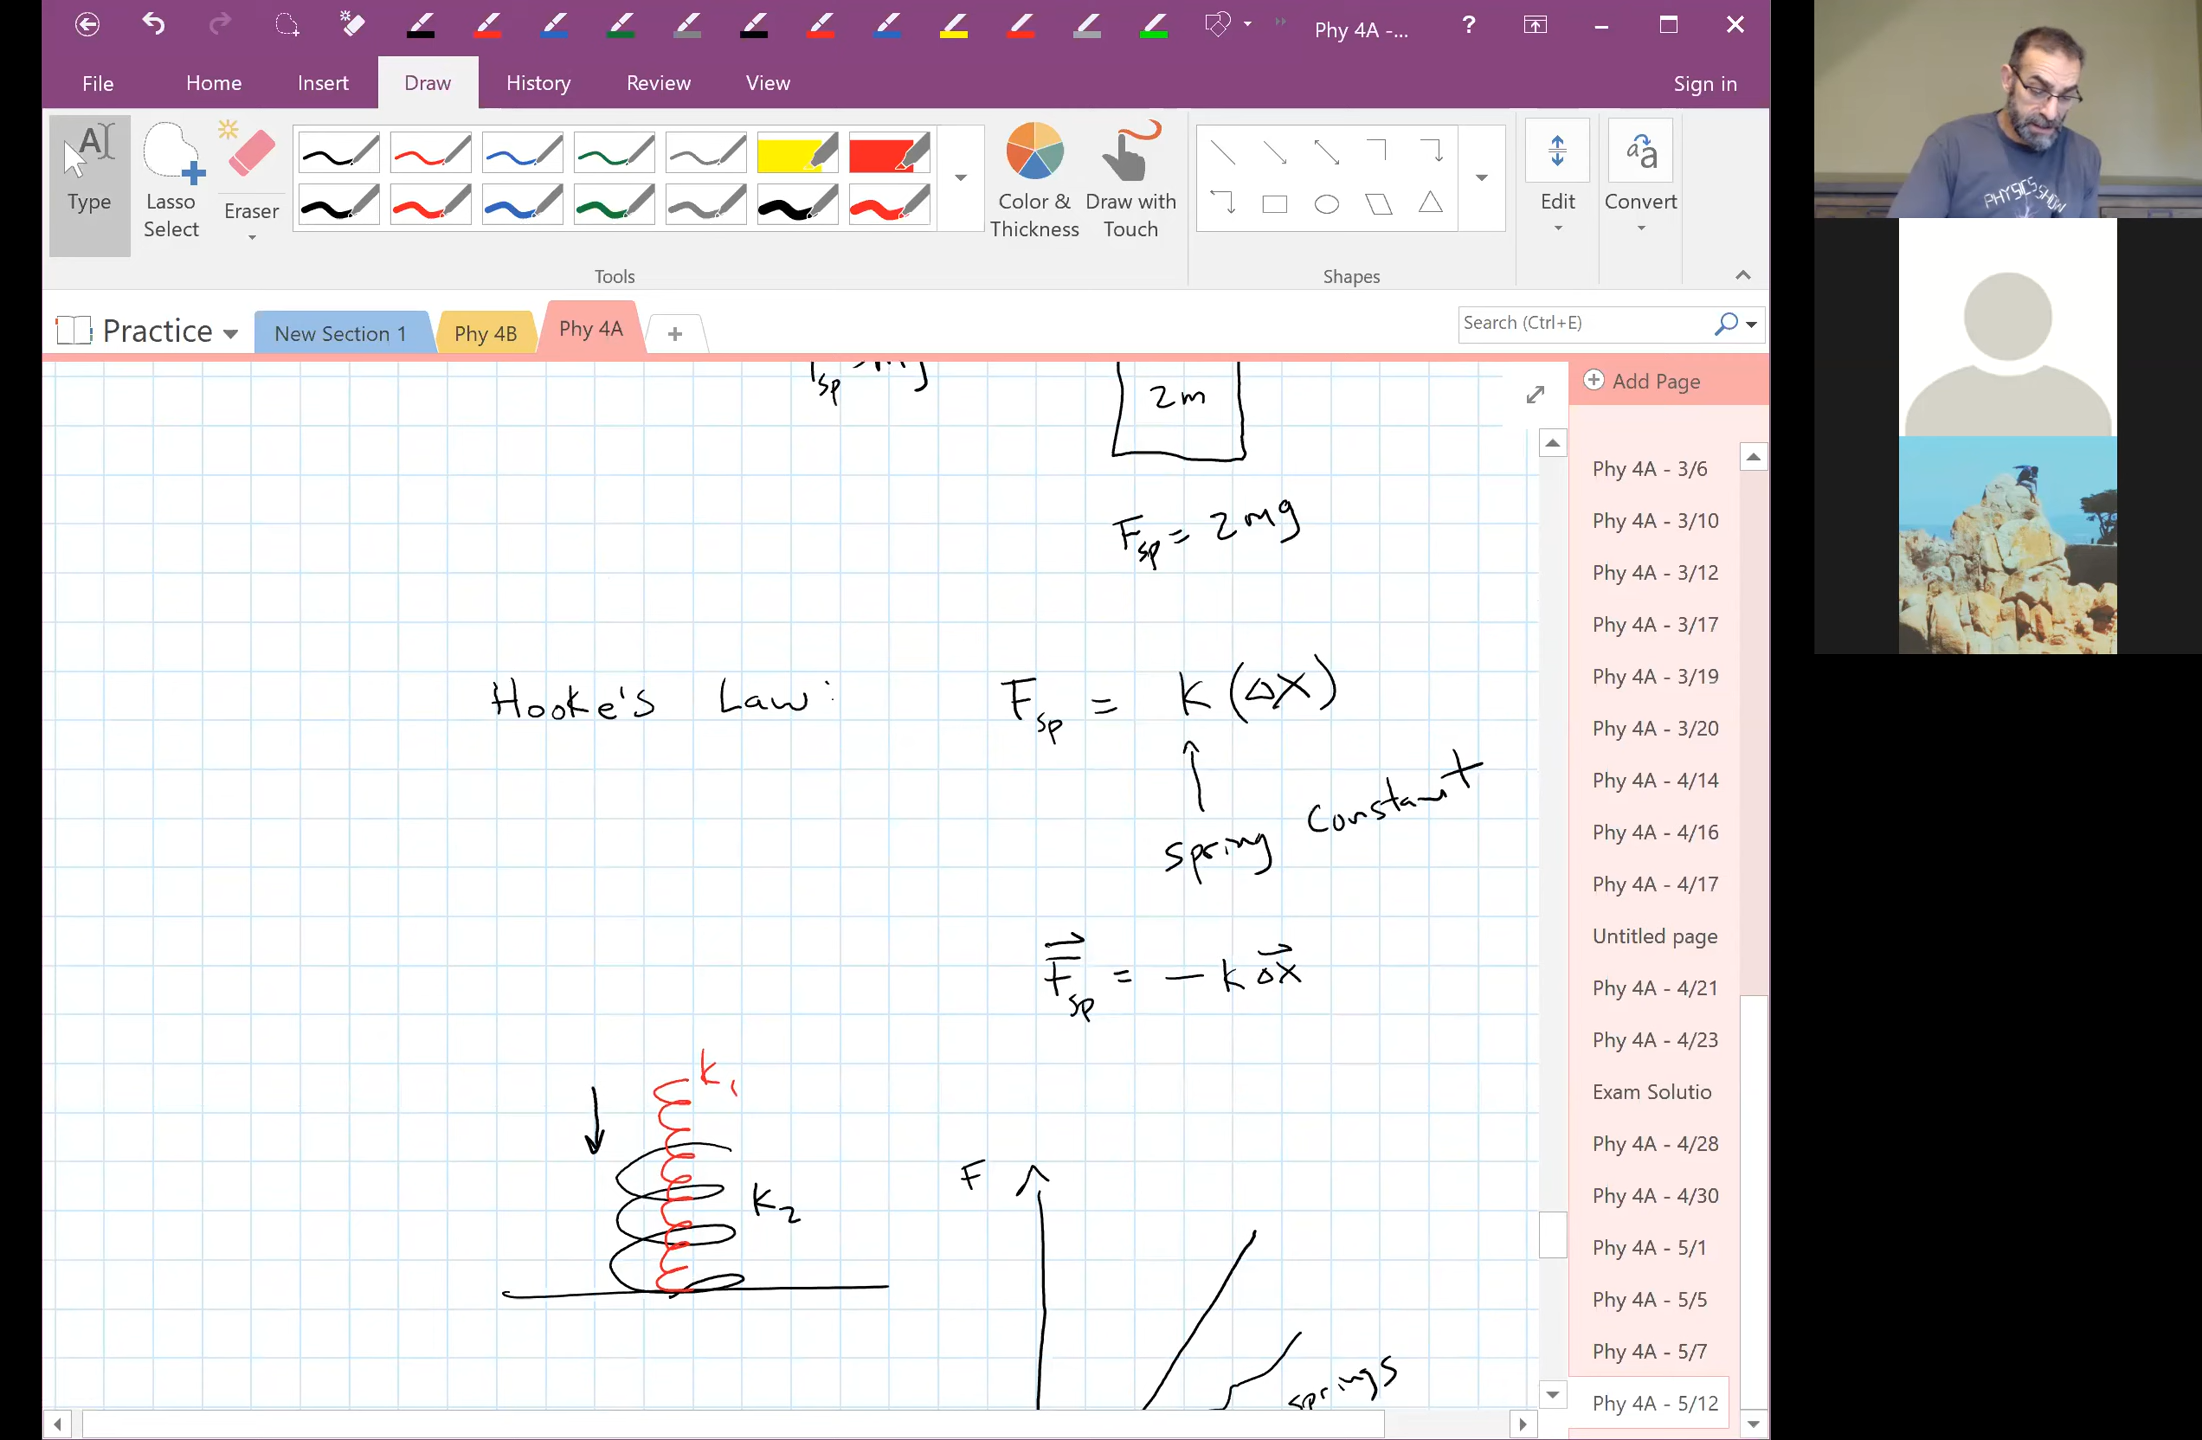 Phy 4A -...
?
File
Home
Insert
Draw
History
Review
View
Sign in
Type
Lasso Select
Eraser
Color & Thickness
Draw with Touch
Edit
Convert
Tools
Shapes
Practice
New Section 1
Phy 4B
Phy 4A
Search (Ctrl+E)
Add Page
Phy 4A - 3/6
Phy 4A - 3/10
Phy 4A - 3/12
Phy 4A - 3/17
Phy 4A - 3/19
Phy 4A - 3/20
Phy 4A - 4/14
Phy 4A - 4/16
Phy 4A - 4/17
Untitled page
Phy 4A - 4/21
Phy 4A - 4/23
Exam Solutio
Phy 4A - 4/28
Phy 4A - 4/30
Phy 4A - 5/1
Phy 4A - 5/5
Phy 4A - 5/7
Phy 4A - 5/12
2m
F_sp = 2mg
Hooke's Law: F_sp = K(ΔX)
spring constant
F⃗_sp = - K Δx⃗
K₁
K₂
F
springs
PHYSICS SHOW